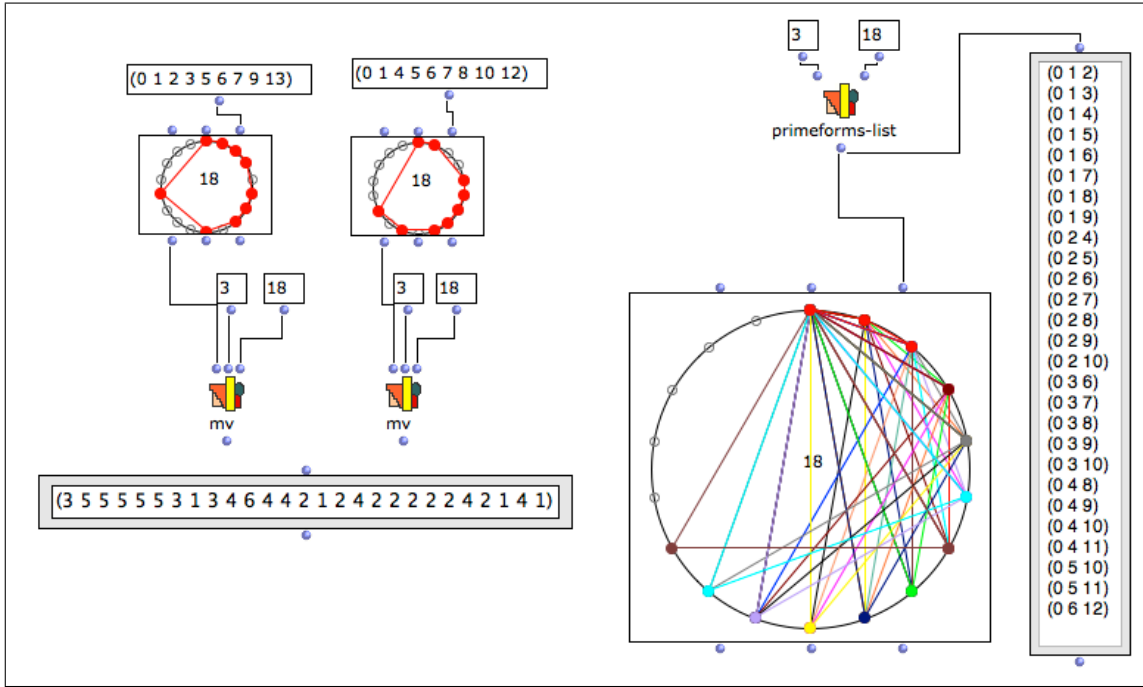 (0 1 2 3 5 6 7 9 13)
(0 1 4 5 6 7 8 10 12)
18
18
3
18
3
18
mv
mv
(3 5 5 5 5 5 3 1 3 4 6 4 4 2 1 2 4 2 2 2 2 2 4 2 1 4 1)
3
18
primeforms-list
18
(0 1 2)
(0 1 3)
(0 1 4)
(0 1 5)
(0 1 6)
(0 1 7)
(0 1 8)
(0 1 9)
(0 2 4)
(0 2 5)
(0 2 6)
(0 2 7)
(0 2 8)
(0 2 9)
(0 2 10)
(0 3 6)
(0 3 7)
(0 3 8)
(0 3 9)
(0 3 10)
(0 4 8)
(0 4 9)
(0 4 10)
(0 4 11)
(0 5 10)
(0 5 11)
(0 6 12)